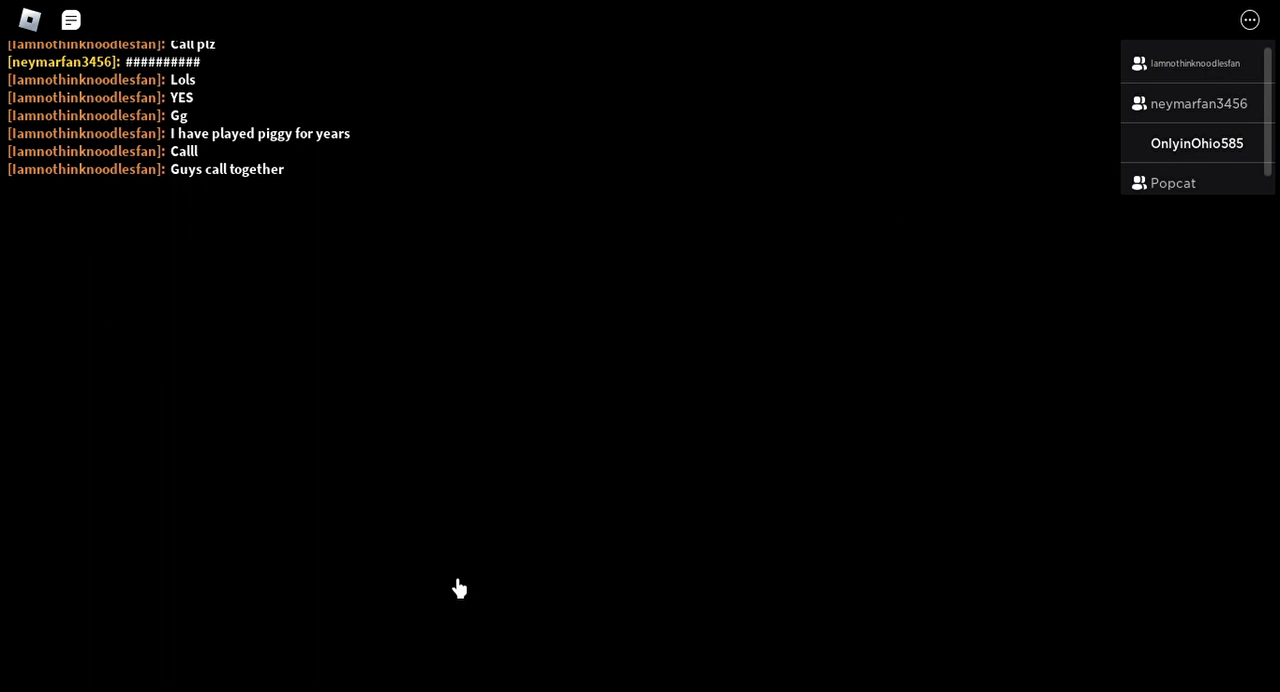 [Iamnothinknoodlesfan]: Call plz
[neymarfan3456]: ##########
[Iamnothinknoodlesfan]: Lols
[Iamnothinknoodlesfan]: YES
[Iamnothinknoodlesfan]: Gg
[Iamnothinknoodlesfan]: I have played piggy for years
[Iamnothinknoodlesfan]: Calll
[Iamnothinknoodlesfan]: Guys call together
Iamnothinknoodlesfan
neymarfan3456
OnlyinOhio585
Popcat